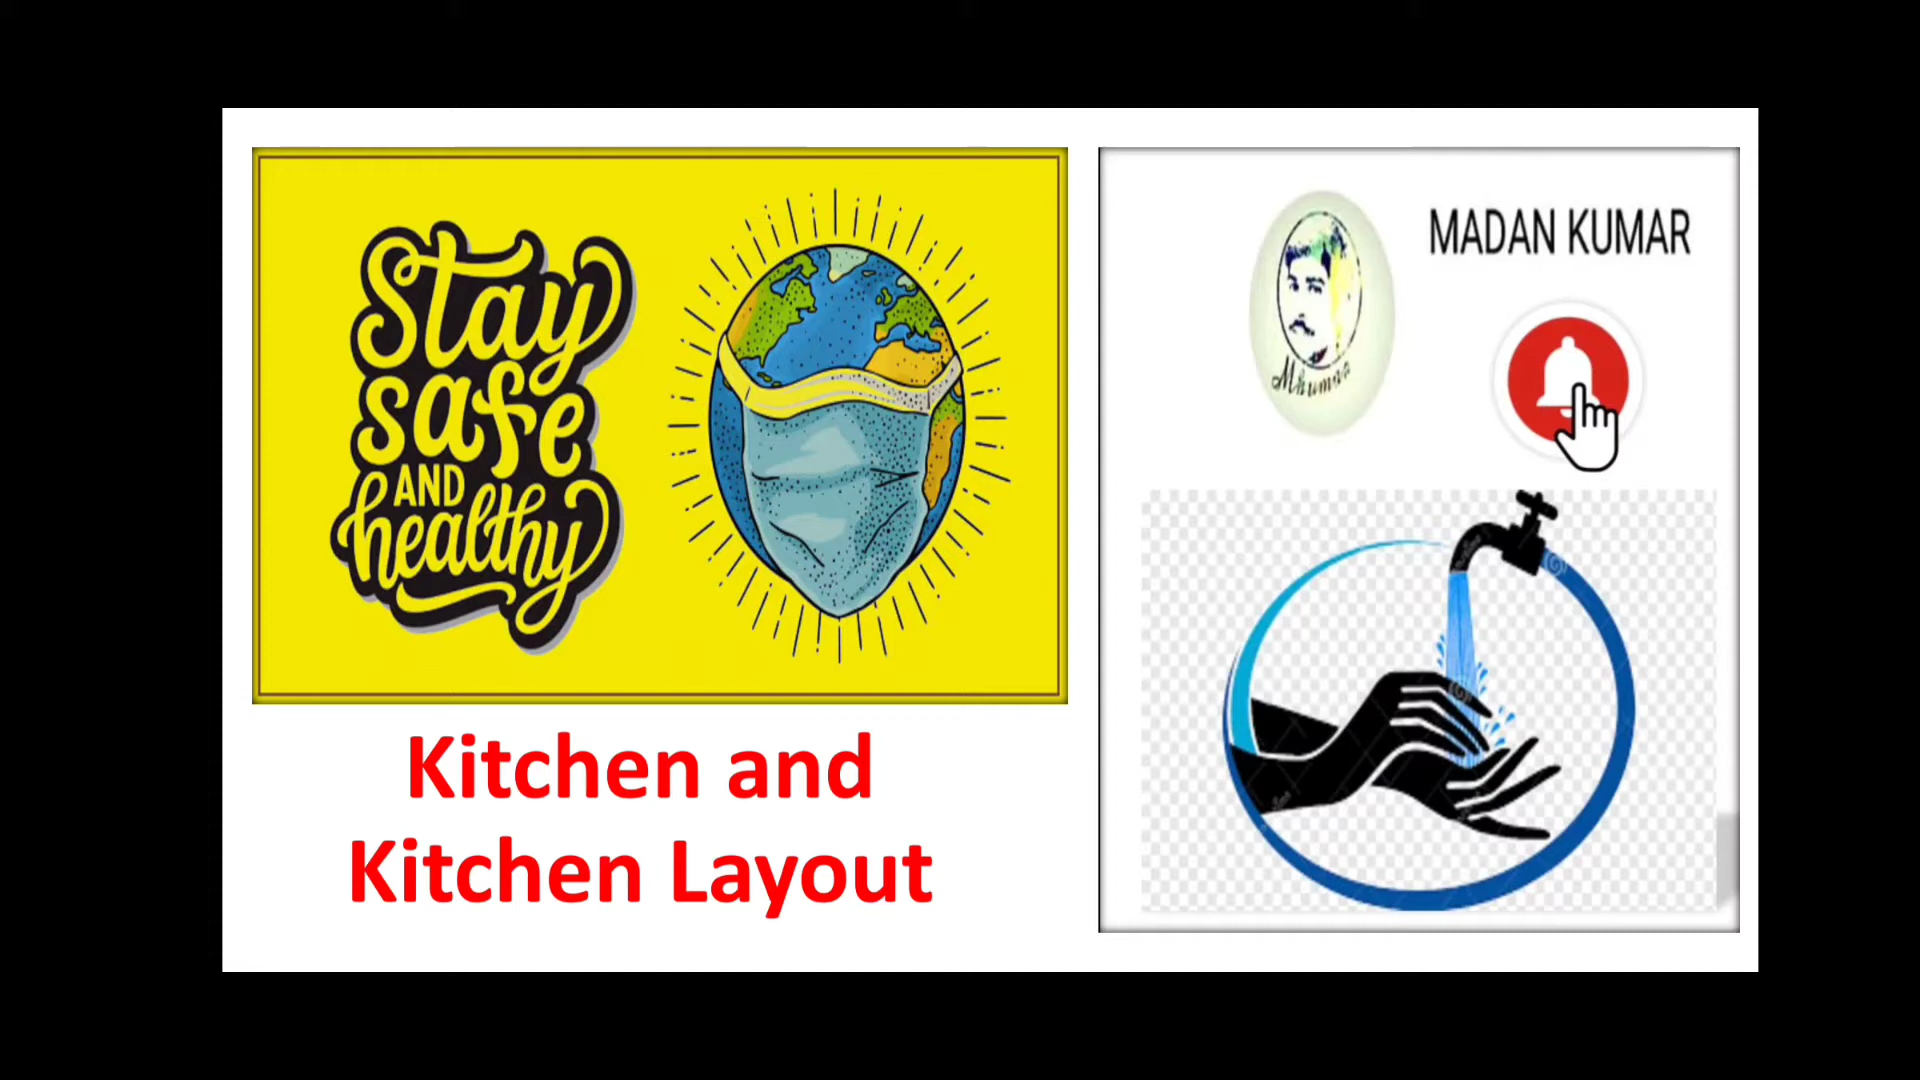 Stay
safe
AND
healthy
Kitchen and
Kitchen Layout
MADAN KUMAR